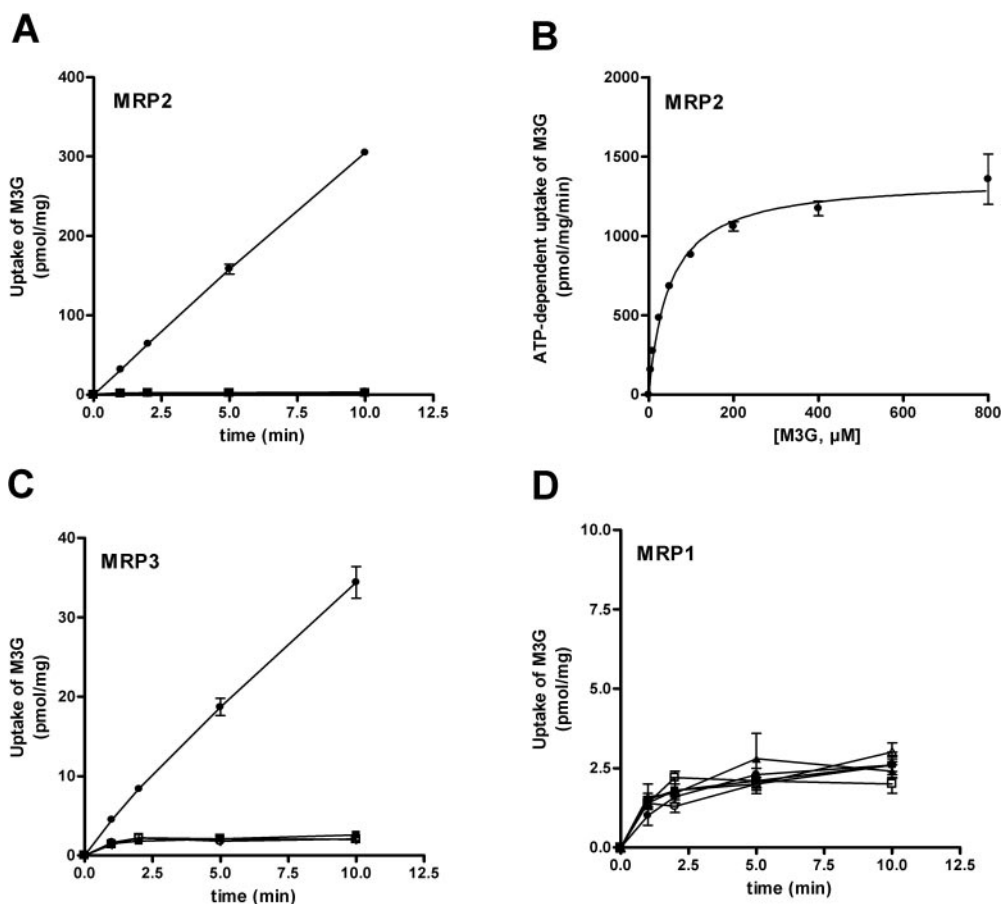 A
MRP2
Uptake of M3G
(pmol/mg)
400
300
200
100
0
0.0 2.5 5.0 7.5 10.0 12.5
time (min)
B
MRP2
ATP-dependent uptake of M3G
(pmol/mg/min)
2000
1500
1000
500
0
0 200 400 600 800
[M3G, µM]
C
MRP3
Uptake of M3G
(pmol/mg)
40
30
20
10
0
0.0 2.5 5.0 7.5 10.0 12.5
time (min)
D
MRP1
Uptake of M3G
(pmol/mg)
10.0
7.5
5.0
2.5
0.0
0.0 2.5 5.0 7.5 10.0 12.5
time (min)